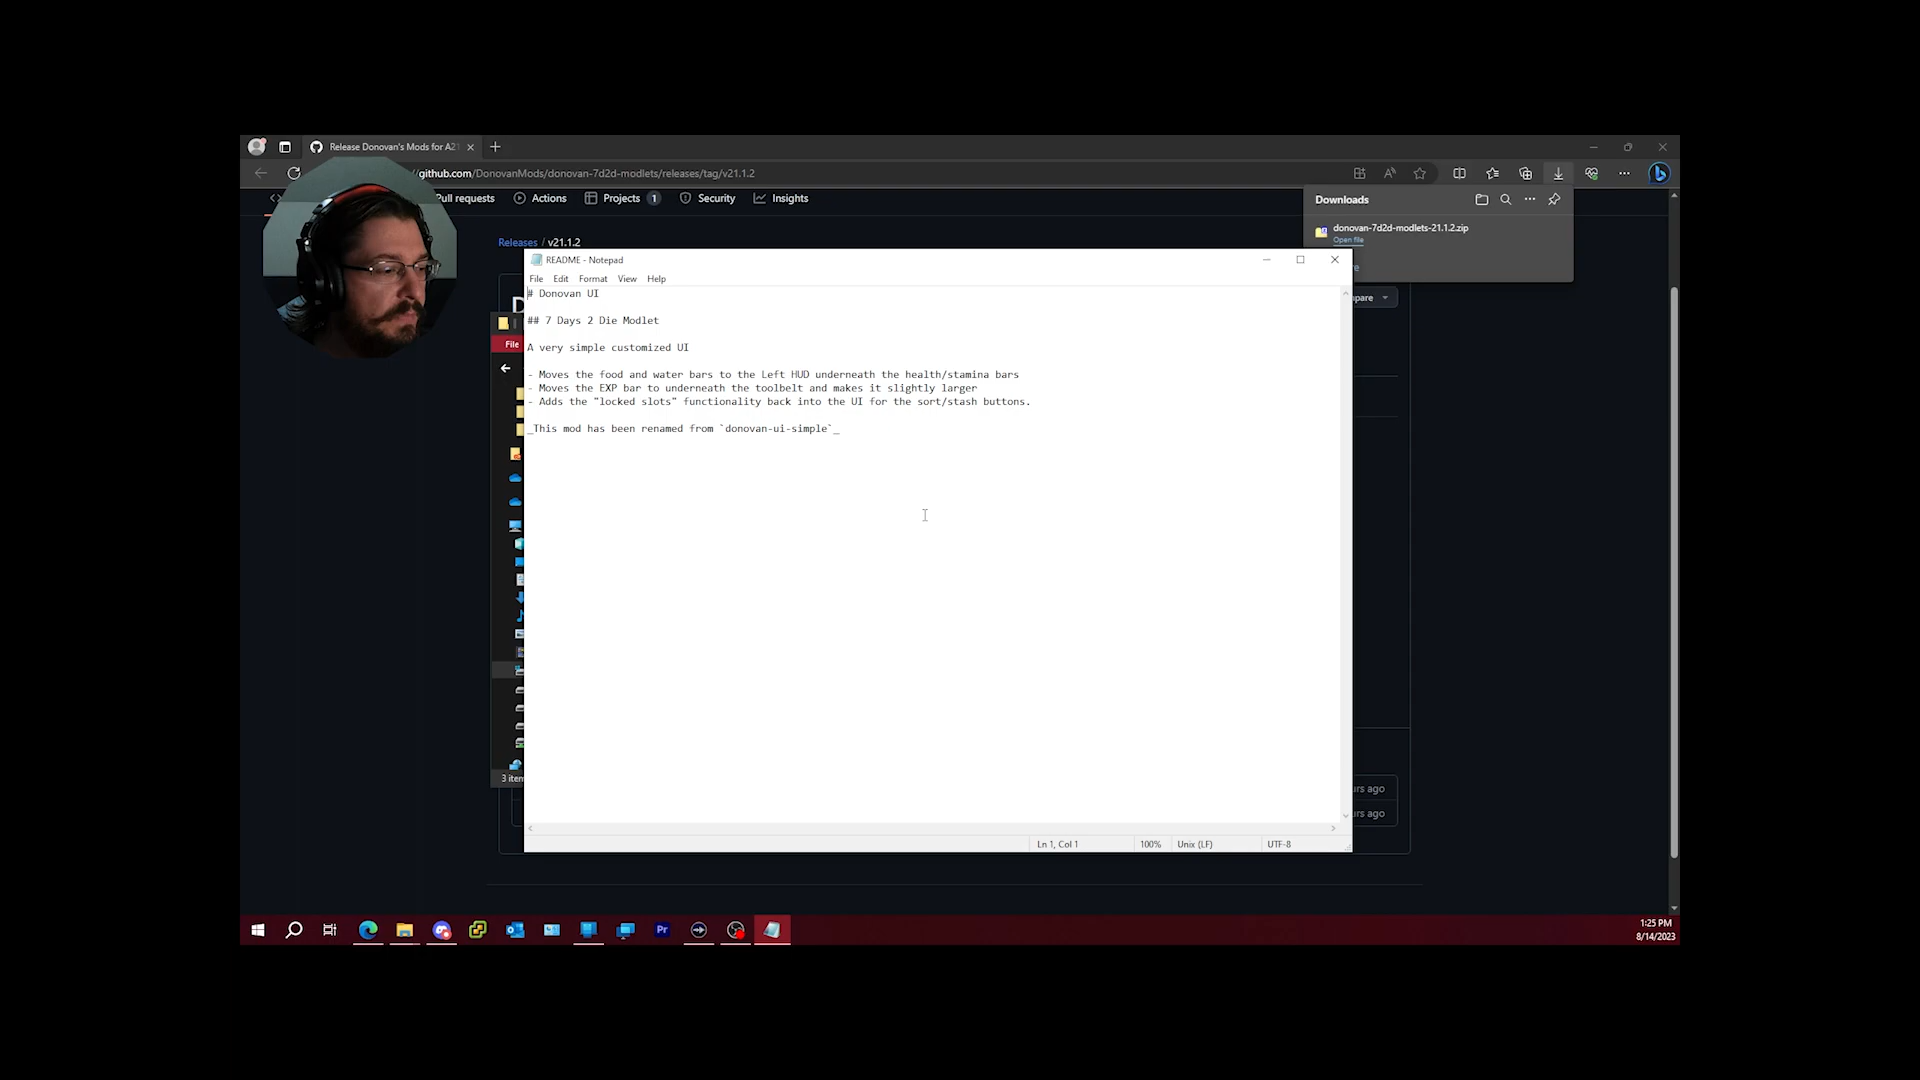 Release Donovan's Mods for A21
github.com/DonovanMods/donovan-7d2d-modlets/releases/tag/v21.1.2
Pull requests
Actions
Projects 1
Security
Insights
Downloads
donovan-7d2d-modlets-21.1.2.zip
Open file
Releases / v21.1.2
README - Notepad
File Edit Format View Help
# Donovan UI
## 7 Days 2 Die Modlet
A very simple customized UI
- Moves the food and water bars to the Left HUD underneath the health/stamina bars
- Moves the EXP bar to underneath the toolbelt and makes it slightly larger
- Adds the "locked slots" functionality back into the UI for the sort/stash buttons.
_This mod has been renamed from `donovan-ui-simple`_
File
Ln 1, Col 1
100%
Unix (LF)
UTF-8
ago
ago
Pr
1:25 PM
8/14/2023